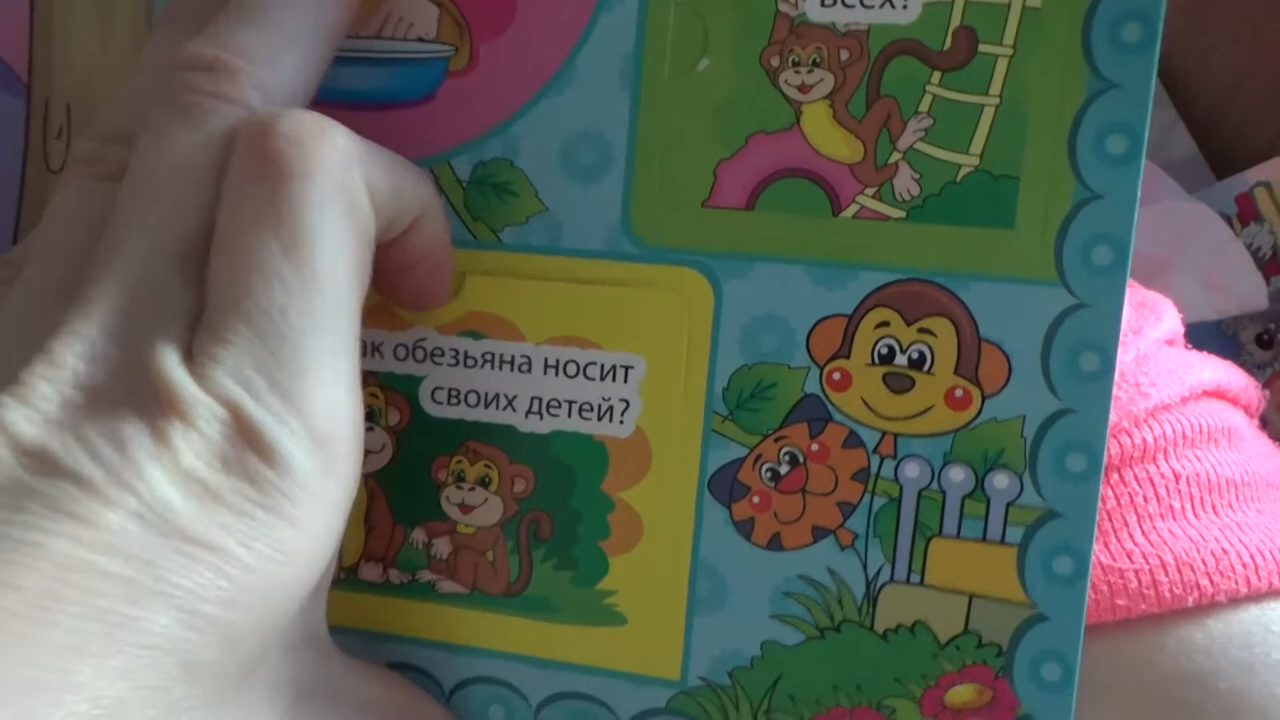 всех?
обезьяна носит
своих детей?